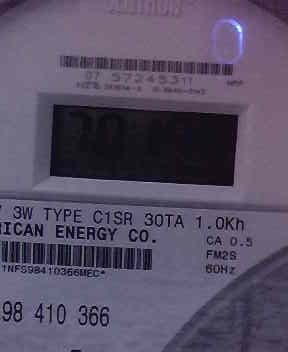 CENTRON
07 57245311
V 3W TYPE C1SR 30TA 1.0Kh
RICAN ENERGY CO.
CA 0.5
FM2S
60Hz
1NFS98410366MEC*
98 410 366